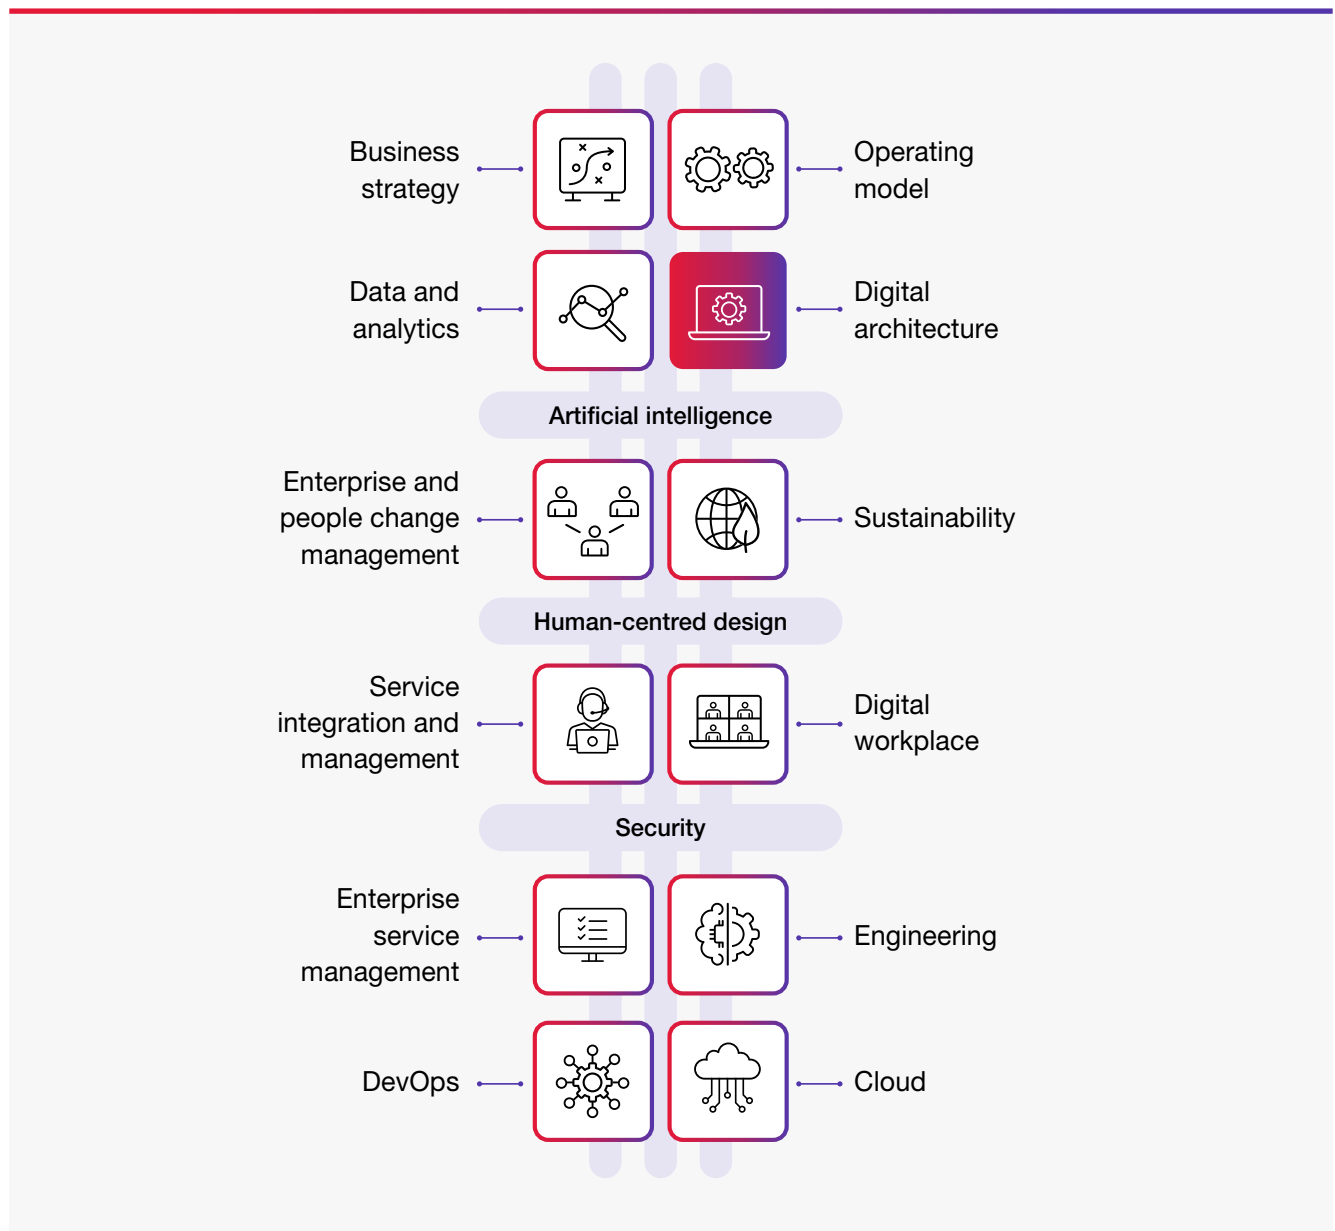 Business
strategy
Operating
model
Data and
analytics
Digital
architecture
Artificial intelligence
Enterprise and
people change
management
Sustainability
Human-centred design
Service
integration and
management
Digital
workplace
Security
Enterprise
service
management
Engineering
DevOps
Cloud